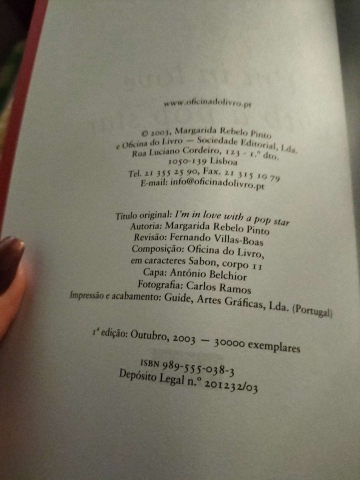 www.oficinadolivro.pt
© 2003, Margarida Rebelo Pinto
e Oficina do Livro — Sociedade Editorial, Lda.
Rua Luciano Cordeiro, 123 - 1.º dto.
1050-139 Lisboa
Tel. 21 355 25 90, Fax. 21 315 10 79
E-mail: info@oficinadolivro.pt
Título original: I'm in love with a pop star
Autoria: Margarida Rebelo Pinto
Revisão: Fernando Villas-Boas
Composição: Oficina do Livro,
em caracteres Sabon, corpo 11
Capa: António Belchior
Fotografia: Carlos Ramos
Impressão e acabamento: Guide, Artes Gráficas, Lda. (Portugal)
1ª edição: Outubro, 2003 — 30000 exemplares
ISBN 989-555-038-3
Depósito Legal n.º 201232/03